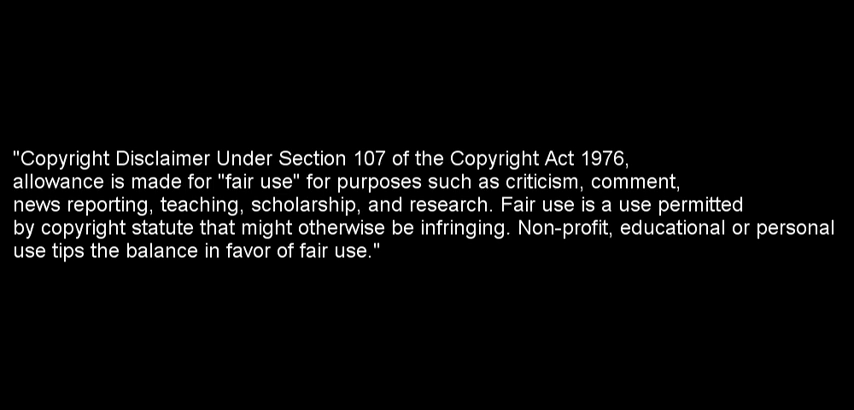 "Copyright Disclaimer Under Section 107 of the Copyright Act 1976,
allowance is made for "fair use" for purposes such as criticism, comment,
news reporting, teaching, scholarship, and research. Fair use is a use permitted
by copyright statute that might otherwise be infringing. Non-profit, educational or personal
use tips the balance in favor of fair use."